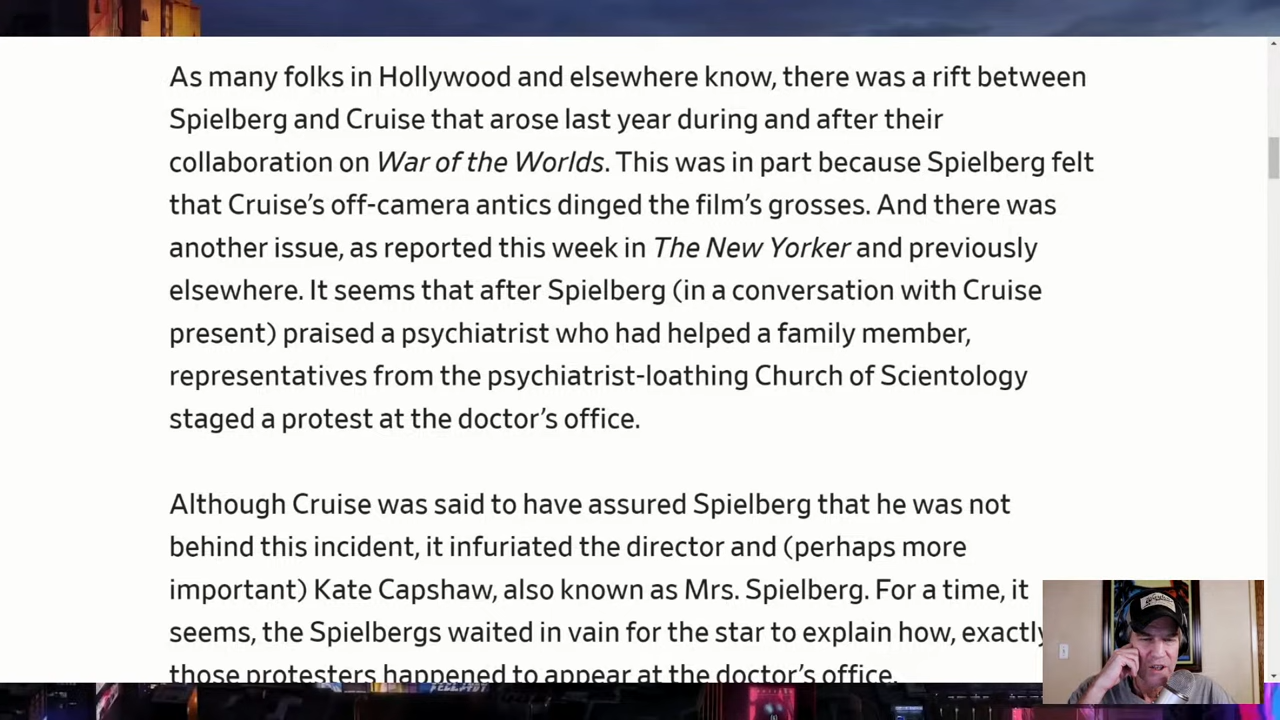 As many folks in Hollywood and elsewhere know, there was a rift between
Spielberg and Cruise that arose last year during and after their
collaboration on War of the Worlds. This was in part because Spielberg felt
that Cruise’s off-camera antics dinged the film’s grosses. And there was
another issue, as reported this week in The New Yorker and previously
elsewhere. It seems that after Spielberg (in a conversation with Cruise
present) praised a psychiatrist who had helped a family member,
representatives from the psychiatrist-loathing Church of Scientology
staged a protest at the doctor’s office.
Although Cruise was said to have assured Spielberg that he was not
behind this incident, it infuriated the director and (perhaps more
important) Kate Capshaw, also known as Mrs. Spielberg. For a time, it
seems, the Spielbergs waited in vain for the star to explain how, exactly
those protesters happened to appear at the doctor’s office.